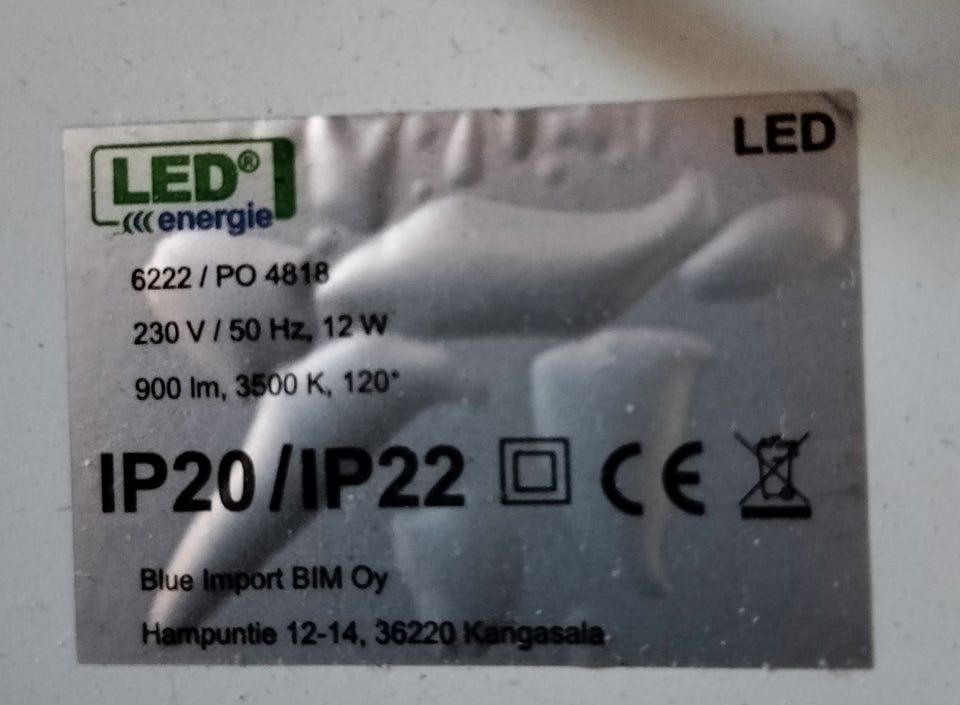 LED
LED®
energie
6222 / PO 4818
230 V / 50 Hz, 12 W
900 lm, 3500 K, 120°
IP20 / IP22 CE
Blue Import BIM Oy
Hampuntie 12-14, 36220 Kangasala